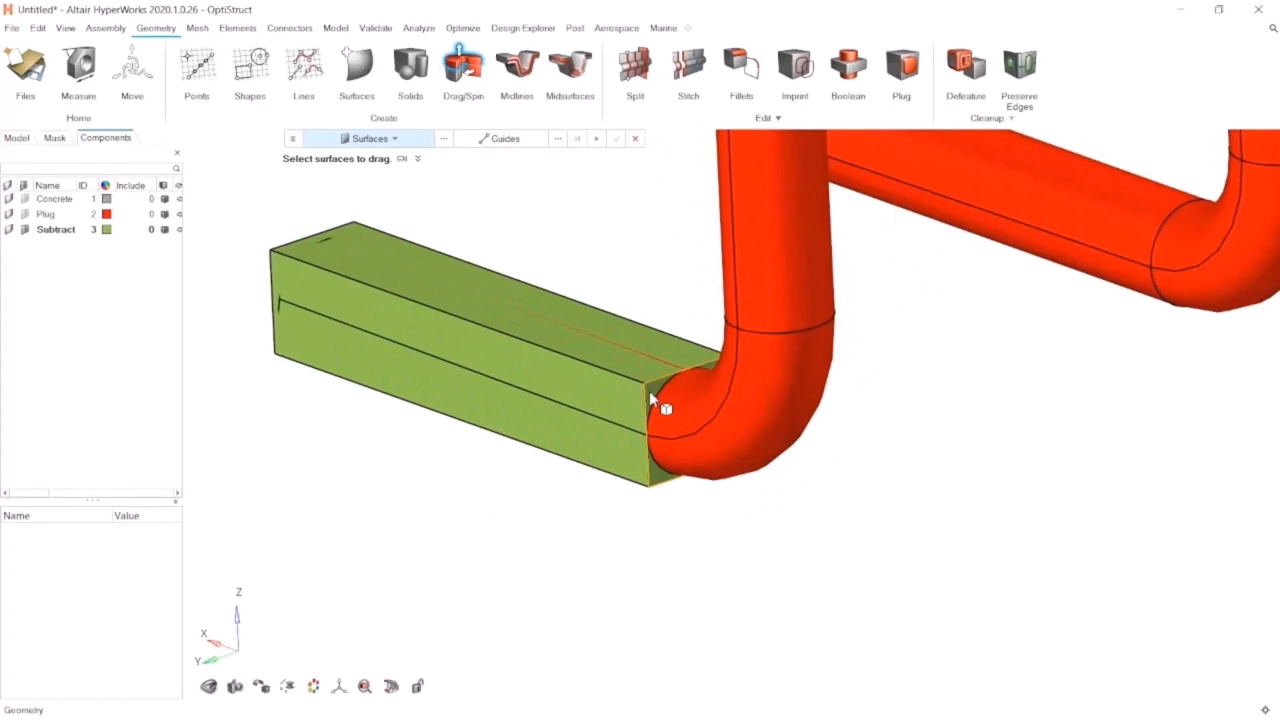 Untitled* - Altair HyperWorks 2020.1.0.26 - OptiStruct
File Edit View Assembly Geometry Mesh Elements Connectors Model Validate Analyze Optimize Design Explorer Post Aerospace Marine
Files Measure Move Points Shapes Lines Surfaces Solids Drag/Spin Midlines Midsurfaces Split Stitch Fillets Imprint Boolean Plug Defeature Preserve Edges
Home Create Edit Cleanup
Model Mask Components
Surfaces Guides
Select surfaces to drag.
Name ID Include
Concrete 1 0
Plug 2 0
Subtract 3 0
Name Value
Z
X
Y
Geometry